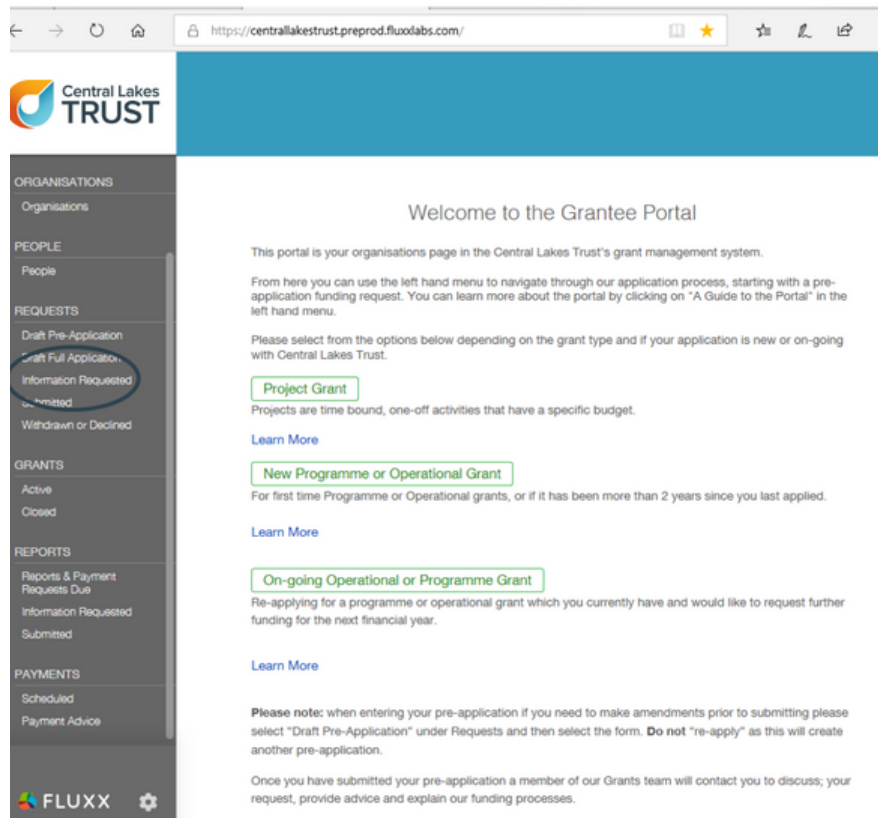 https://centrallakestrust.preprod.fluxxlabs.com/
Central Lakes
TRUST
ORGANISATIONS
Organisations
PEOPLE
People
REQUESTS
Draft Pre-Application
Draft Full Application
Information Requested
Submitted
Withdrawn or Declined
GRANTS
Active
Closed
REPORTS
Reports & Payment
Requests Due
Information Requested
Submitted
PAYMENTS
Scheduled
Payment Advice
FLUXX
Welcome to the Grantee Portal
This portal is your organisations page in the Central Lakes Trust's grant management system.
From here you can use the left hand menu to navigate through our application process, starting with a pre-
application funding request. You can learn more about the portal by clicking on "A Guide to the Portal" in the
left hand menu.
Please select from the options below depending on the grant type and if your application is new or on-going
with Central Lakes Trust.
Project Grant
Projects are time bound, one-off activities that have a specific budget.
Learn More
New Programme or Operational Grant
For first time Programme or Operational grants, or if it has been more than 2 years since you last applied.
Learn More
On-going Operational or Programme Grant
Re-applying for a programme or operational grant which you currently have and would like to request further
funding for the next financial year.
Learn More
Please note: when entering your pre-application if you need to make amendments prior to submitting please
select "Draft Pre-Application" under Requests and then select the form. Do not "re-apply" as this will create
another pre-application.
Once you have submitted your pre-application a member of our Grants team will contact you to discuss; your
request, provide advice and explain our funding processes.